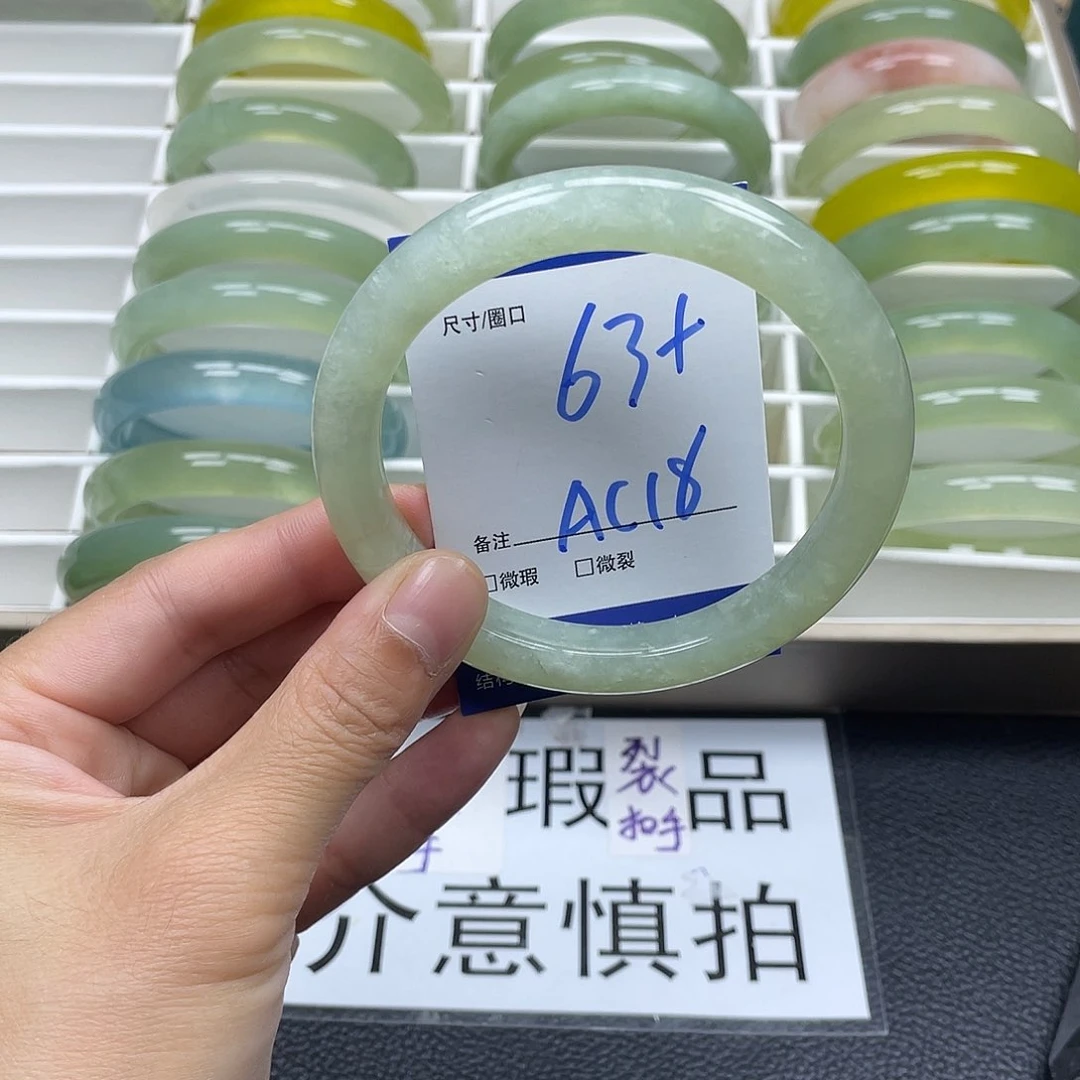 尺寸/圈口
63+
AC18
备注
□微瑕 □微裂
瑕 裂 品
扣手
介意慎拍